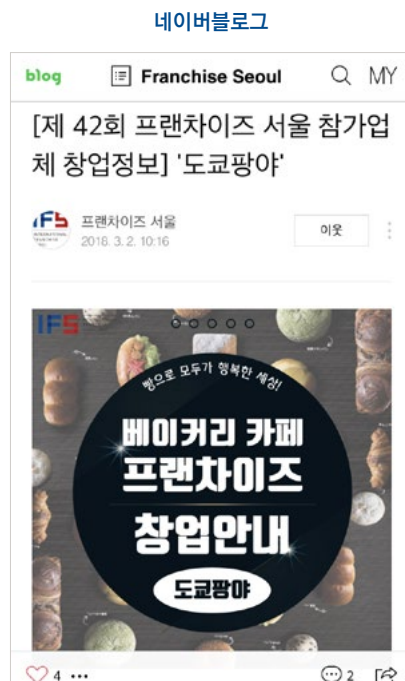 네이버블로그
blog
Franchise Seoul
MY
[제 42회 프랜차이즈 서울 참가업
체 창업정보] '도쿄팡야'
IFS
프랜차이즈 서울
2018. 3. 2. 10:16
이웃
IFS
빵으로 모두가 행복한 세상!
베이커리 카페
프랜차이즈
창업안내
도쿄팡야
4
2